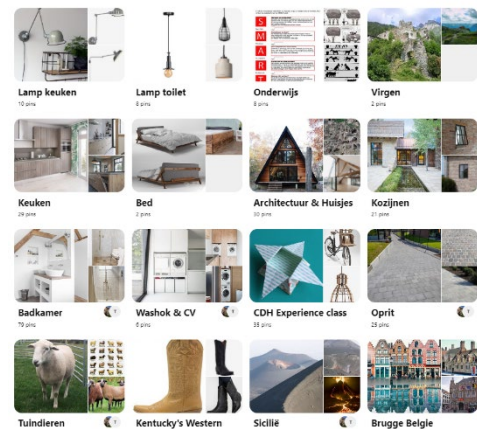 S
M
A
R
T
Lamp keuken
10 pins
Lamp toilet
8 pins
Onderwijs
8 pins
Virgen
2 pins
Keuken
29 pins
Bed
2 pins
Architectuur & Huisjes
30 pins
Kozijnen
21 pins
Badkamer
79 pins
Washok & CV
6 pins
CDH Experience class
Oprit
25 pins
Tuindieren
Kentucky's Western
Sicilië
Brugge Belgie